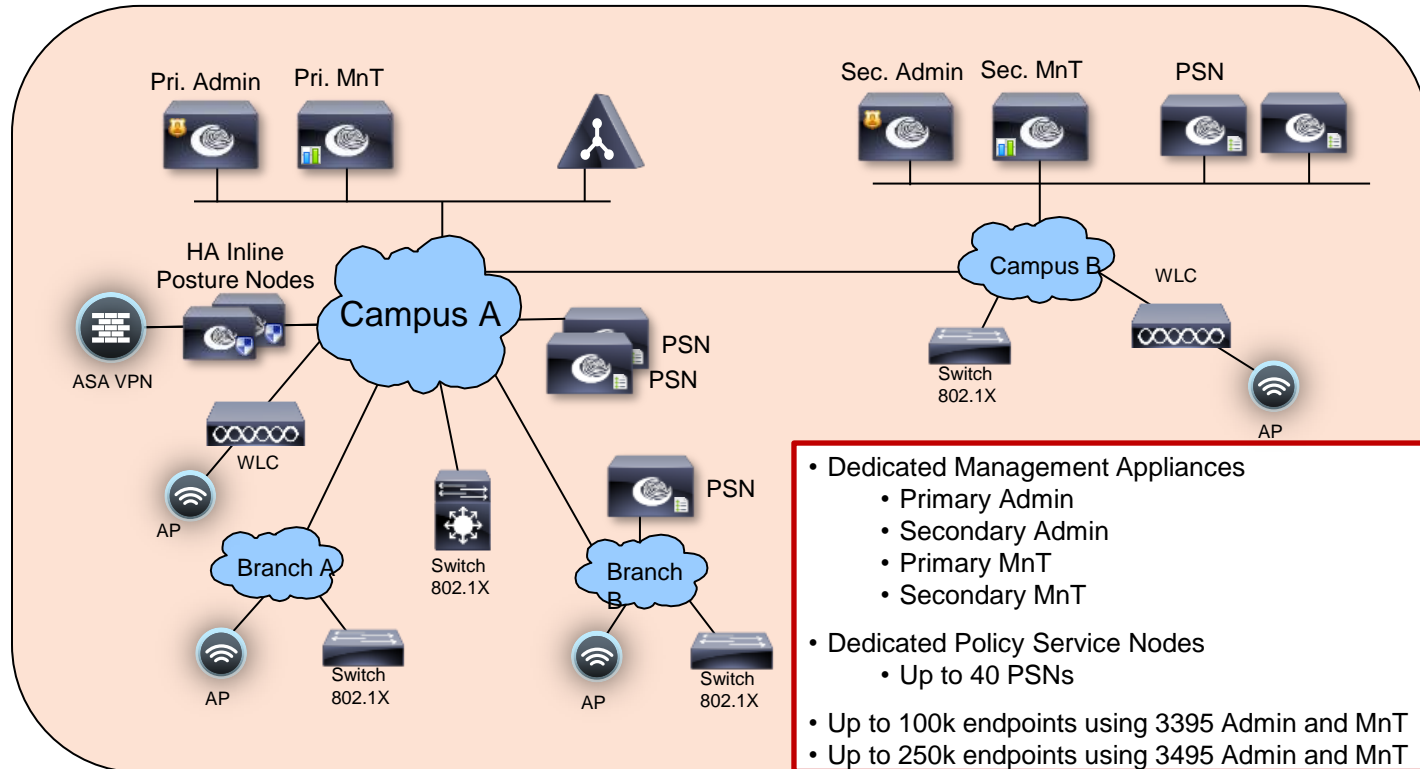 Pri. Admin
Pri. MnT
Sec. Admin
Sec. MnT
PSN
HA Inline
Posture Nodes
Campus A
Campus B
WLC
ASA VPN
PSN
PSN
Switch
802.1X
AP
WLC
AP
PSN
Branch A
Switch
802.1X
Branch
B
AP
Switch
802.1X
AP
Switch
802.1X
• Dedicated Management Appliances
• Primary Admin
• Secondary Admin
• Primary MnT
• Secondary MnT
• Dedicated Policy Service Nodes
• Up to 40 PSNs
• Up to 100k endpoints using 3395 Admin and MnT
• Up to 250k endpoints using 3495 Admin and MnT